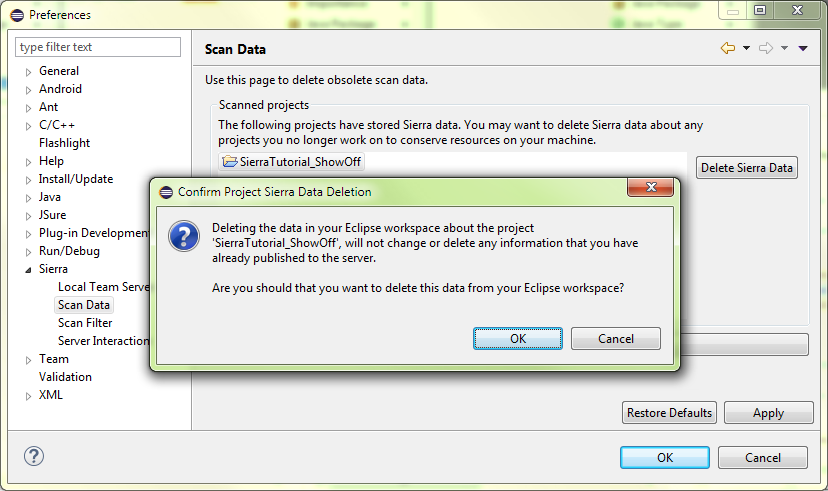 Preferences
type filter text
General
Android
Ant
C/C++
Flashlight
Help
Install/Update
Java
JSure
Plug-in Development
Run/Debug
Sierra
Local Team Serve
Scan Data
Scan Filter
Server Interaction
Team
Validation
XML
Scan Data
Use this page to delete obsolete scan data.
Scanned projects
The following projects have stored Sierra data. You may want to delete Sierra data about any
projects you no longer work on to conserve resources on your machine.
SierraTutorial_ShowOff
Delete Sierra Data
Confirm Project Sierra Data Deletion
Deleting the data in your Eclipse workspace about the project
'SierraTutorial_ShowOff', will not change or delete any information that you have
already published to the server.
Are you should that you want to delete this data from your Eclipse workspace?
OK
Cancel
Restore Defaults
Apply
OK
Cancel